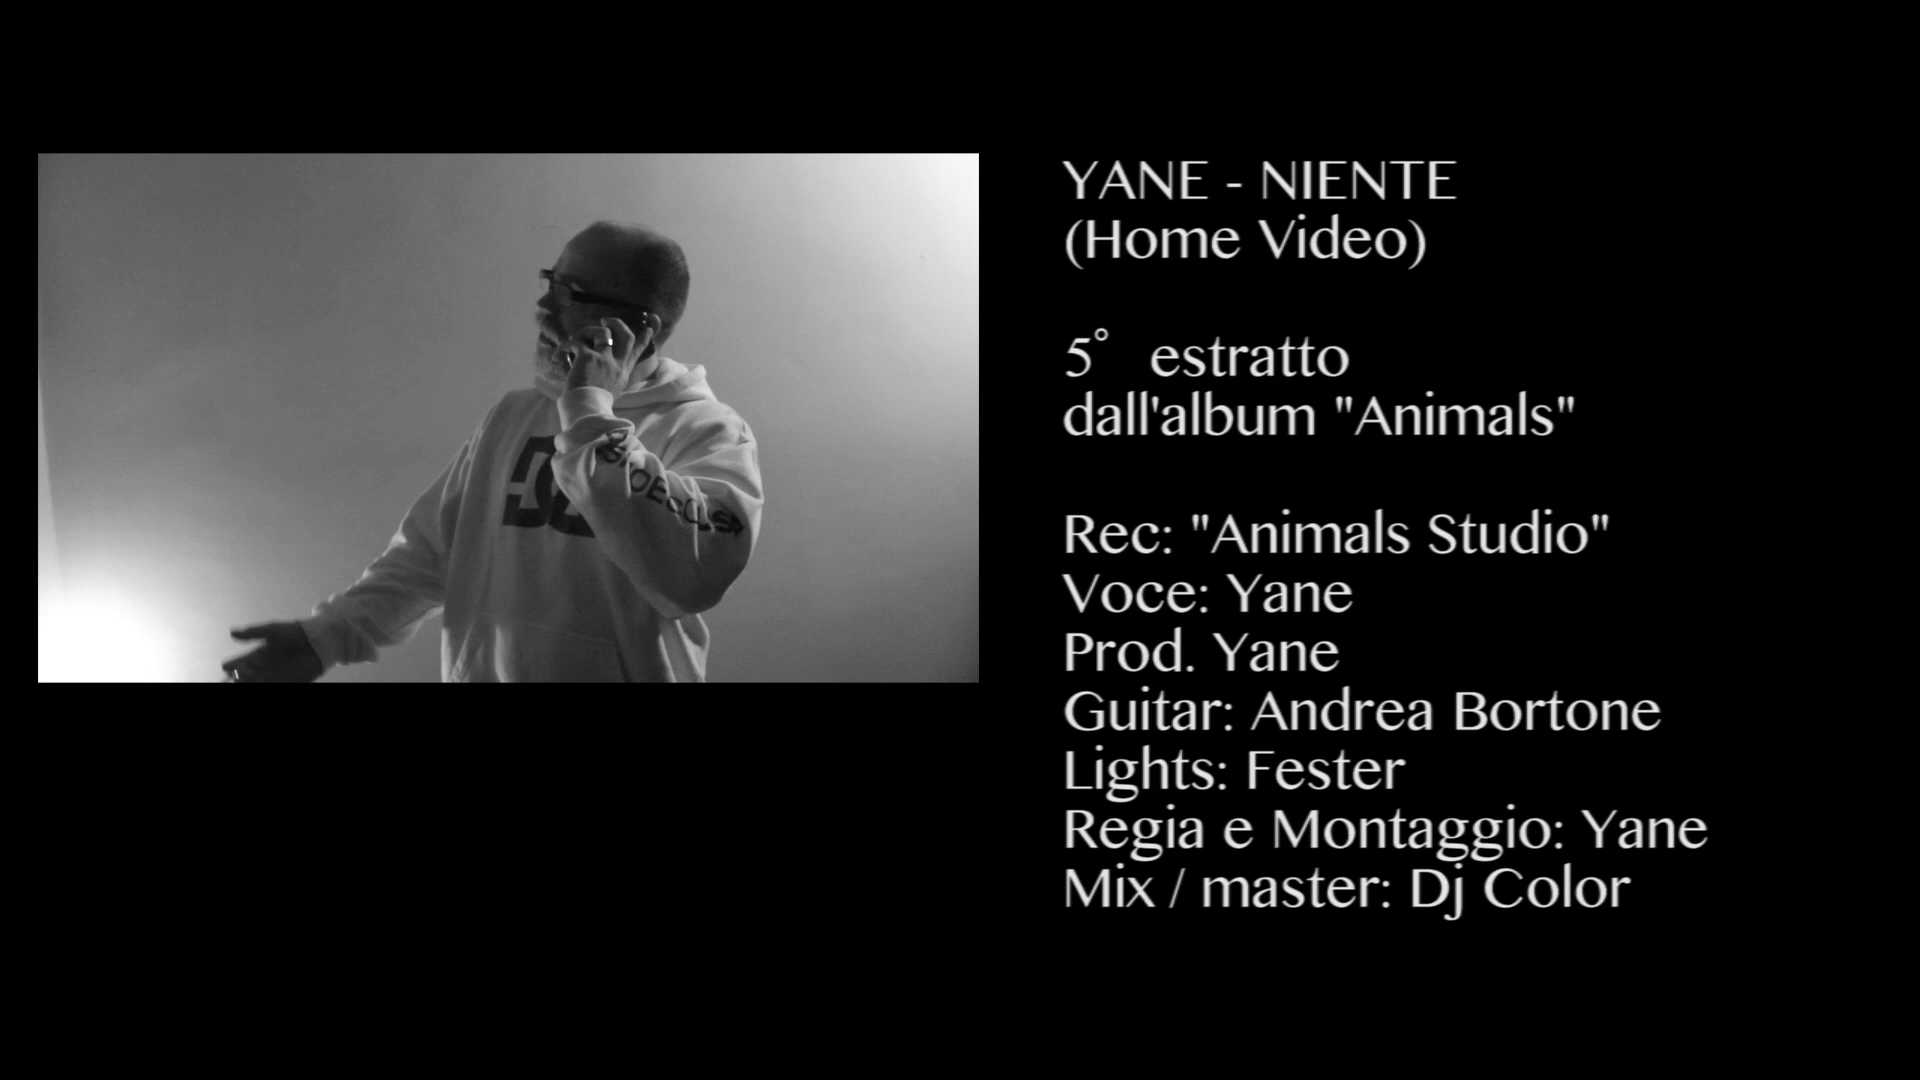 YANE - NIENTE
(Home Video)
5° estratto
dall'album "Animals"
Rec: "Animals Studio"
Voce: Yane
Prod. Yane
Guitar: Andrea Bortone
Lights: Fester
Regia e Montaggio: Yane
Mix / master: Dj Color